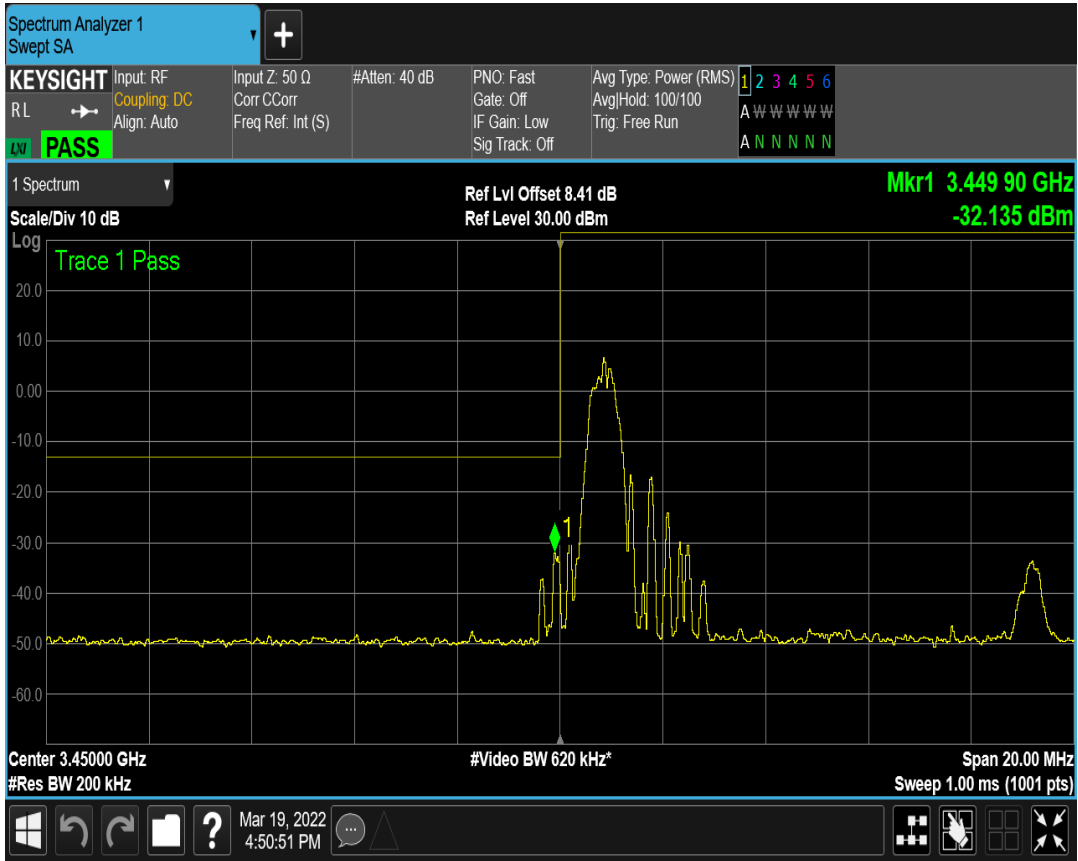 Spectrum Analyzer 1
Swept SA
+
KEYSIGHT
RL
LXI PASS
Input: RF
Coupling: DC
Align: Auto
Input Z: 50 Ω
Corr CCorr
Freq Ref: Int (S)
#Atten: 40 dB
PNO: Fast
Gate: Off
IF Gain: Low
Sig Track: Off
Avg Type: Power (RMS)
Avg|Hold: 100/100
Trig: Free Run
1 2 3 4 5 6
A W W W W W
A N N N N N
1 Spectrum
Scale/Div 10 dB
Ref Lvl Offset 8.41 dB
Ref Level 30.00 dBm
Mkr1 3.449 90 GHz
-32.135 dBm
Log
Trace 1 Pass
20.0
10.0
0.00
-10.0
-20.0
-30.0
-40.0
-50.0
-60.0
1
Center 3.45000 GHz
#Res BW 200 kHz
#Video BW 620 kHz*
Span 20.00 MHz
Sweep 1.00 ms (1001 pts)
?
Mar 19, 2022
4:50:51 PM